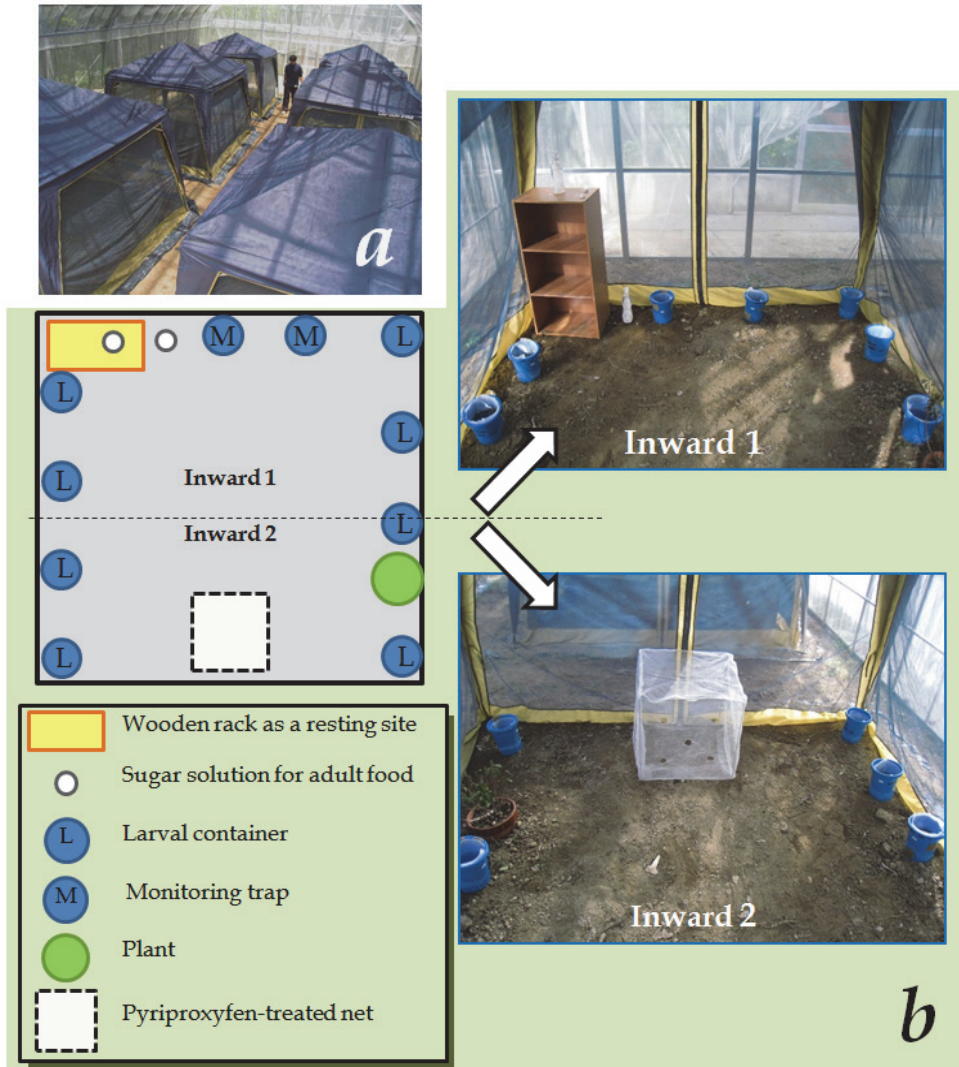 a
M
M
L
L
L
L
Inward 1
Inward 2
L
L
L
L
Inward 1
Inward 2
Wooden rack as a resting site
Sugar solution for adult food
L
Larval container
M
Monitoring trap
Plant
Pyriproxyfen-treated net
b